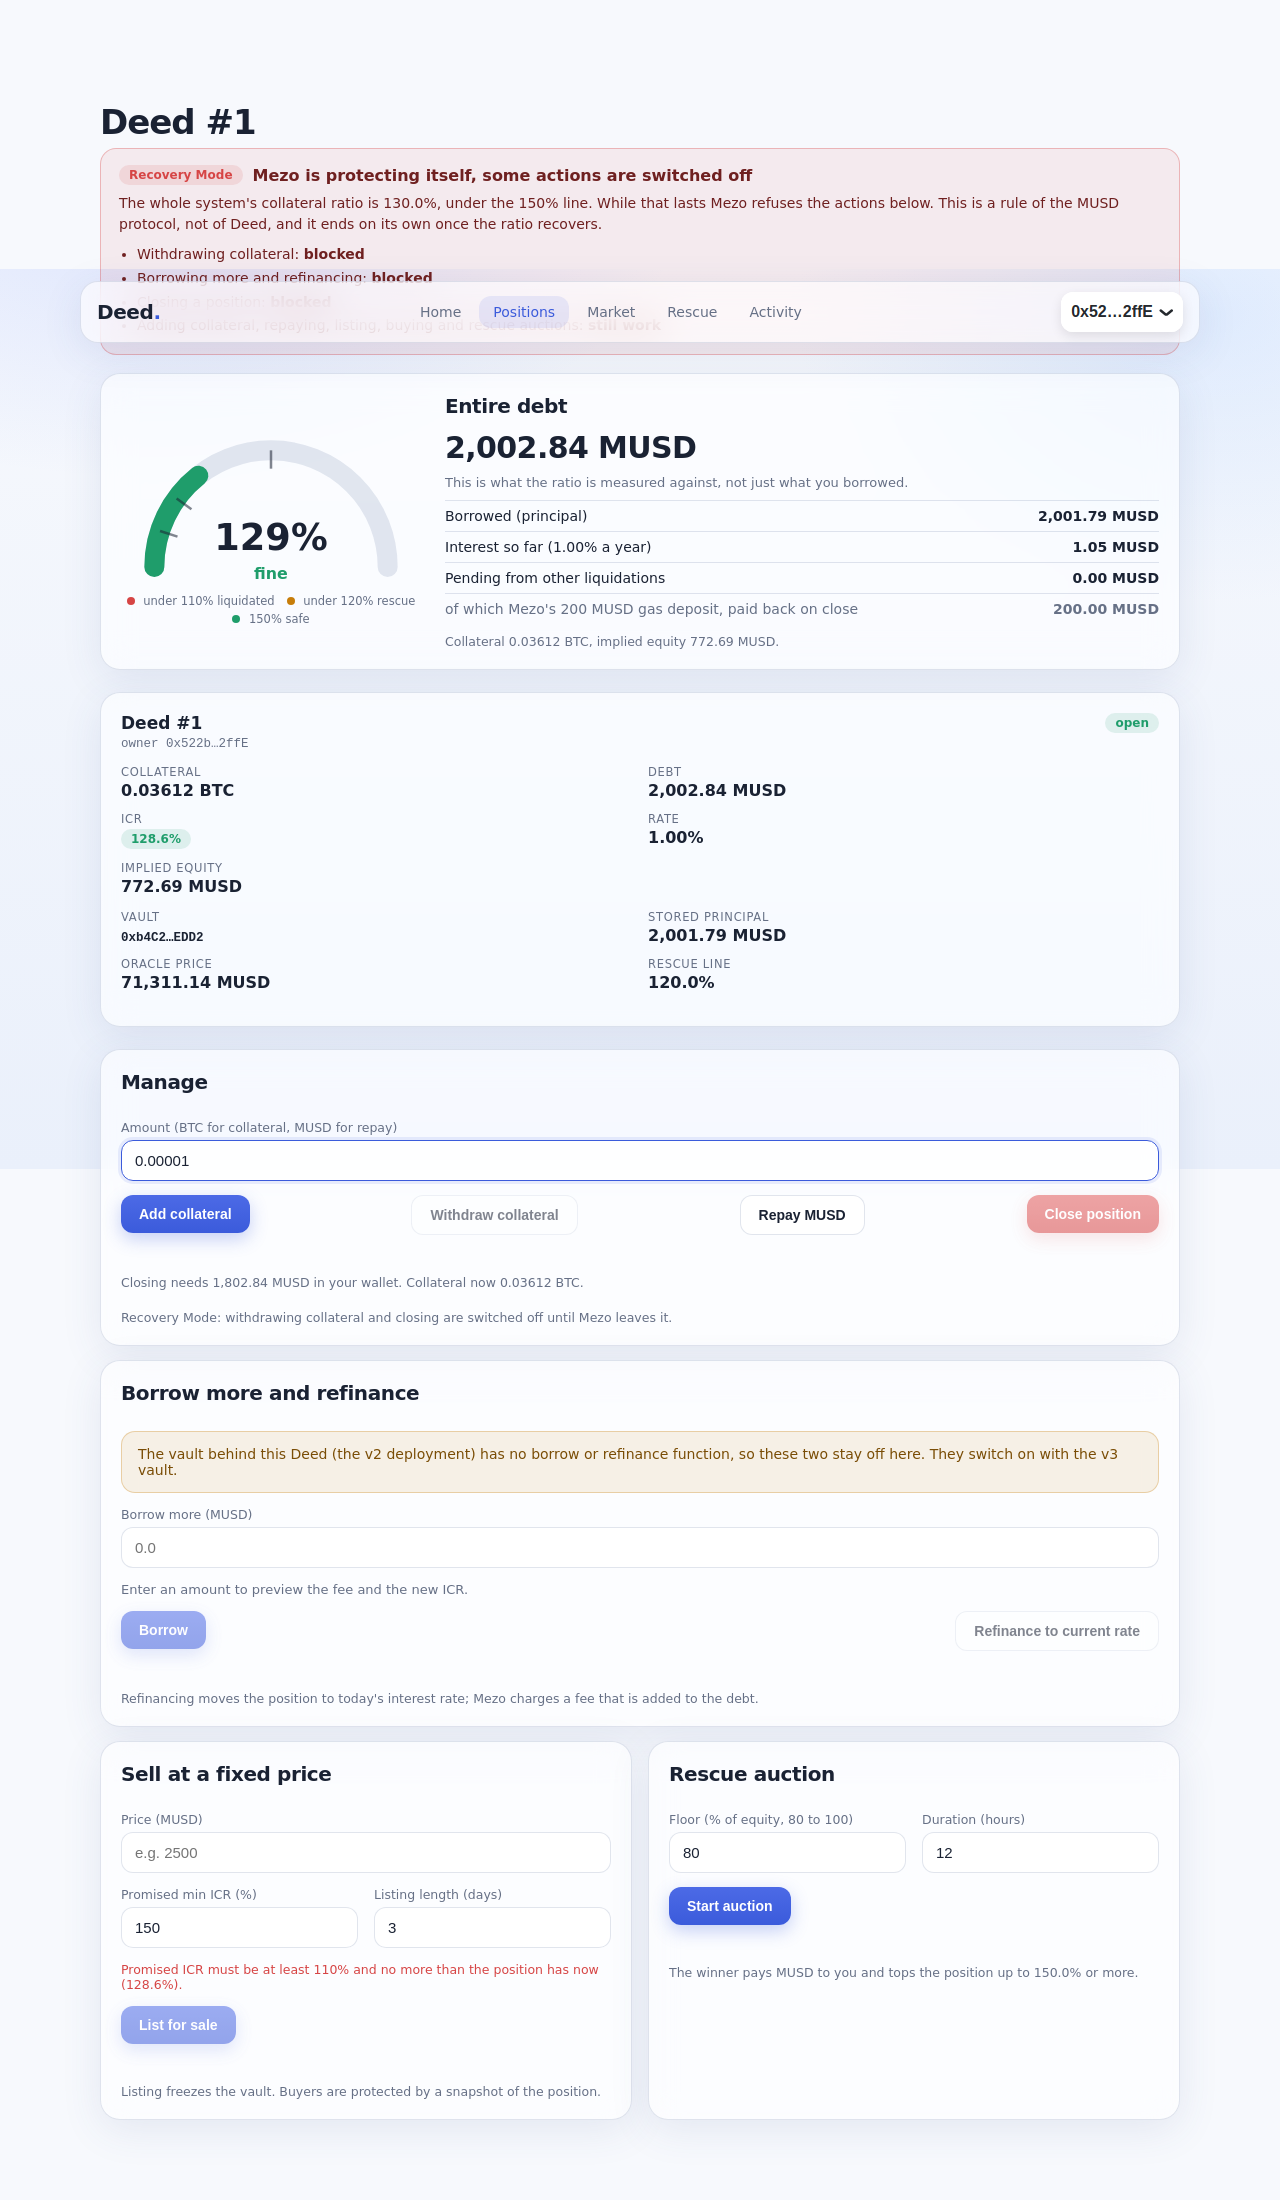 Deed #1
Recovery Mode Mezo is protecting itself, some actions are switched off
The whole system's collateral ratio is 130.0%, under the 150% line. While that lasts Mezo refuses the actions below. This is a rule of the MUSD
protocol, not of Deed, and it ends on its own once the ratio recovers.
• Withdrawing collateral: blocked
• Borrowing more and refinancing: blocked
• Closing a position: blocked
Deed. Home Positions Market Rescue Activity 0x52...2ffE
• Adding collateral, repaying, listing, buying and rescue auctions: still work
Entire debt
2,002.84 MUSD
This is what the ratio is measured against, not just what you borrowed.
Borrowed (principal) 2,001.79 MUSD
Interest so far (1.00% a year) 1.05 MUSD
Pending from other liquidations 0.00 MUSD
of which Mezo's 200 MUSD gas deposit, paid back on close 200.00 MUSD
Collateral 0.03612 BTC, implied equity 772.69 MUSD.
129%
fine
under 110% liquidated under 120% rescue
150% safe
Deed #1 open
owner 0x522b…2ffE
COLLATERAL DEBT
0.03612 BTC 2,002.84 MUSD
ICR RATE
128.6% 1.00%
IMPLIED EQUITY
772.69 MUSD
VAULT STORED PRINCIPAL
0xb4C2…EDD2 2,001.79 MUSD
ORACLE PRICE RESCUE LINE
71,311.14 MUSD 120.0%
Manage
Amount (BTC for collateral, MUSD for repay)
0.00001
Add collateral Withdraw collateral Repay MUSD Close position
Closing needs 1,802.84 MUSD in your wallet. Collateral now 0.03612 BTC.
Recovery Mode: withdrawing collateral and closing are switched off until Mezo leaves it.
Borrow more and refinance
The vault behind this Deed (the v2 deployment) has no borrow or refinance function, so these two stay off here. They switch on with the v3
vault.
Borrow more (MUSD)
0.0
Enter an amount to preview the fee and the new ICR.
Borrow Refinance to current rate
Refinancing moves the position to today's interest rate; Mezo charges a fee that is added to the debt.
Sell at a fixed price
Price (MUSD)
e.g. 2500
Promised min ICR (%) Listing length (days)
150 3
Promised ICR must be at least 110% and no more than the position has now
(128.6%).
List for sale
Listing freezes the vault. Buyers are protected by a snapshot of the position.
Rescue auction
Floor (% of equity, 80 to 100) Duration (hours)
80 12
Start auction
The winner pays MUSD to you and tops the position up to 150.0% or more.